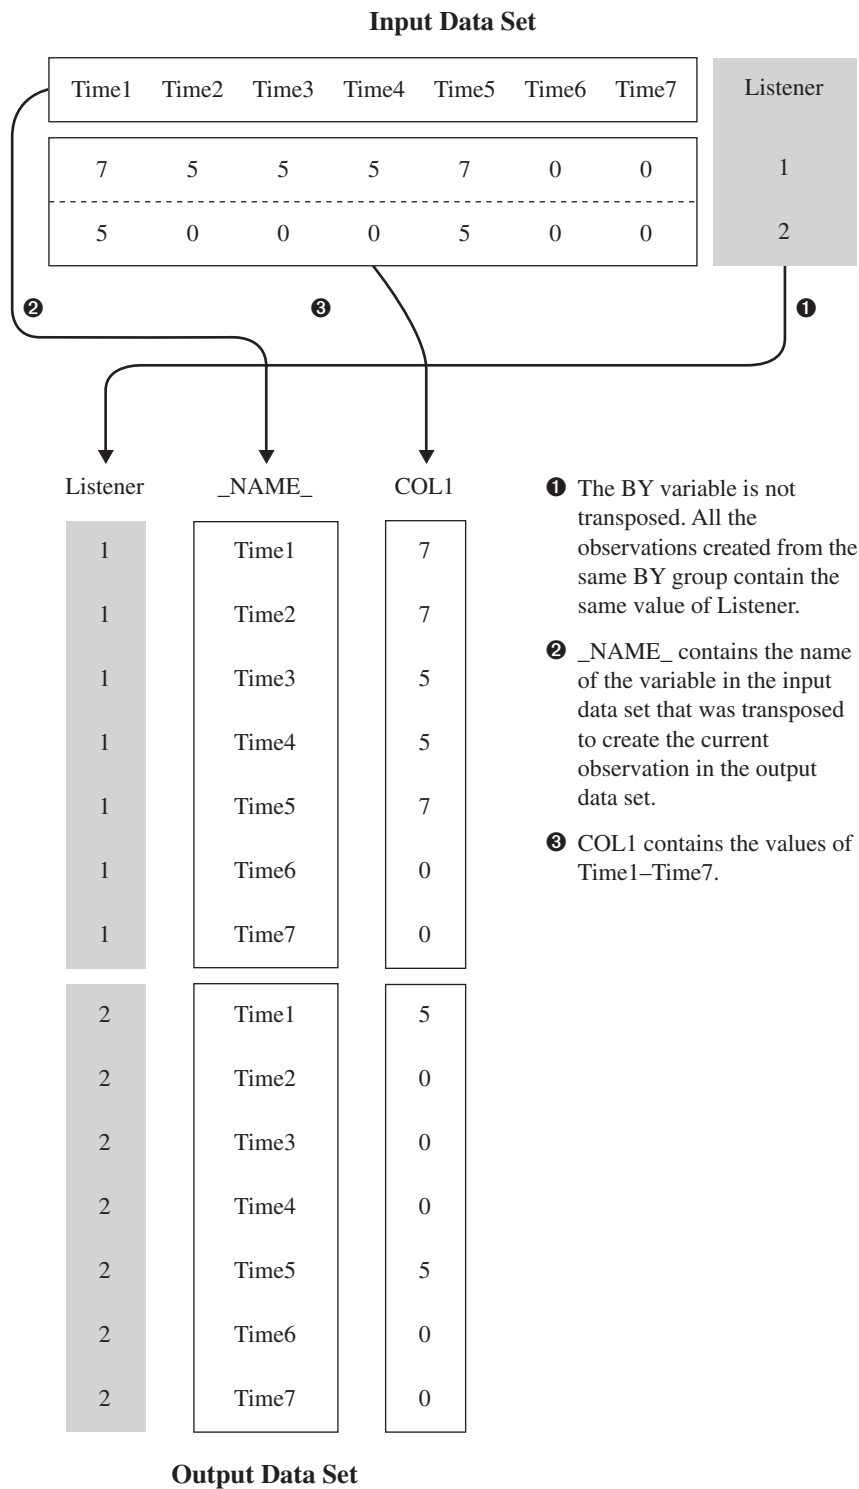 Input Data Set
Time1 Time2 Time3 Time4 Time5 Time6 Time7 Listener
7 5 5 5 7 0 0 1
5 0 0 0 5 0 0 2
❷ ❸ ❶
Listener _NAME_ COL1
1 Time1 7
1 Time2 7
1 Time3 5
1 Time4 5
1 Time5 7
1 Time6 0
1 Time7 0
2 Time1 5
2 Time2 0
2 Time3 0
2 Time4 0
2 Time5 5
2 Time6 0
2 Time7 0
❶ The BY variable is not
transposed. All the
observations created from the
same BY group contain the
same value of Listener.
❷ _NAME_ contains the name
of the variable in the input
data set that was transposed
to create the current
observation in the output
data set.
❸ COL1 contains the values of
Time1–Time7.
Output Data Set